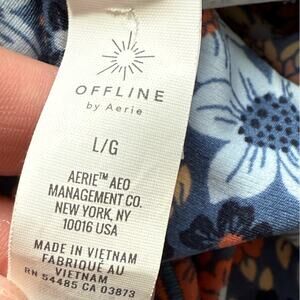 OFFLINE
by Aerie
L/G
AERIE™ AEO
MANAGEMENT CO.
NEW YORK, NY
10016 USA
MADE IN VIETNAM
FABRIQUÉ AU
VIETNAM
RN 54485 CA 03873